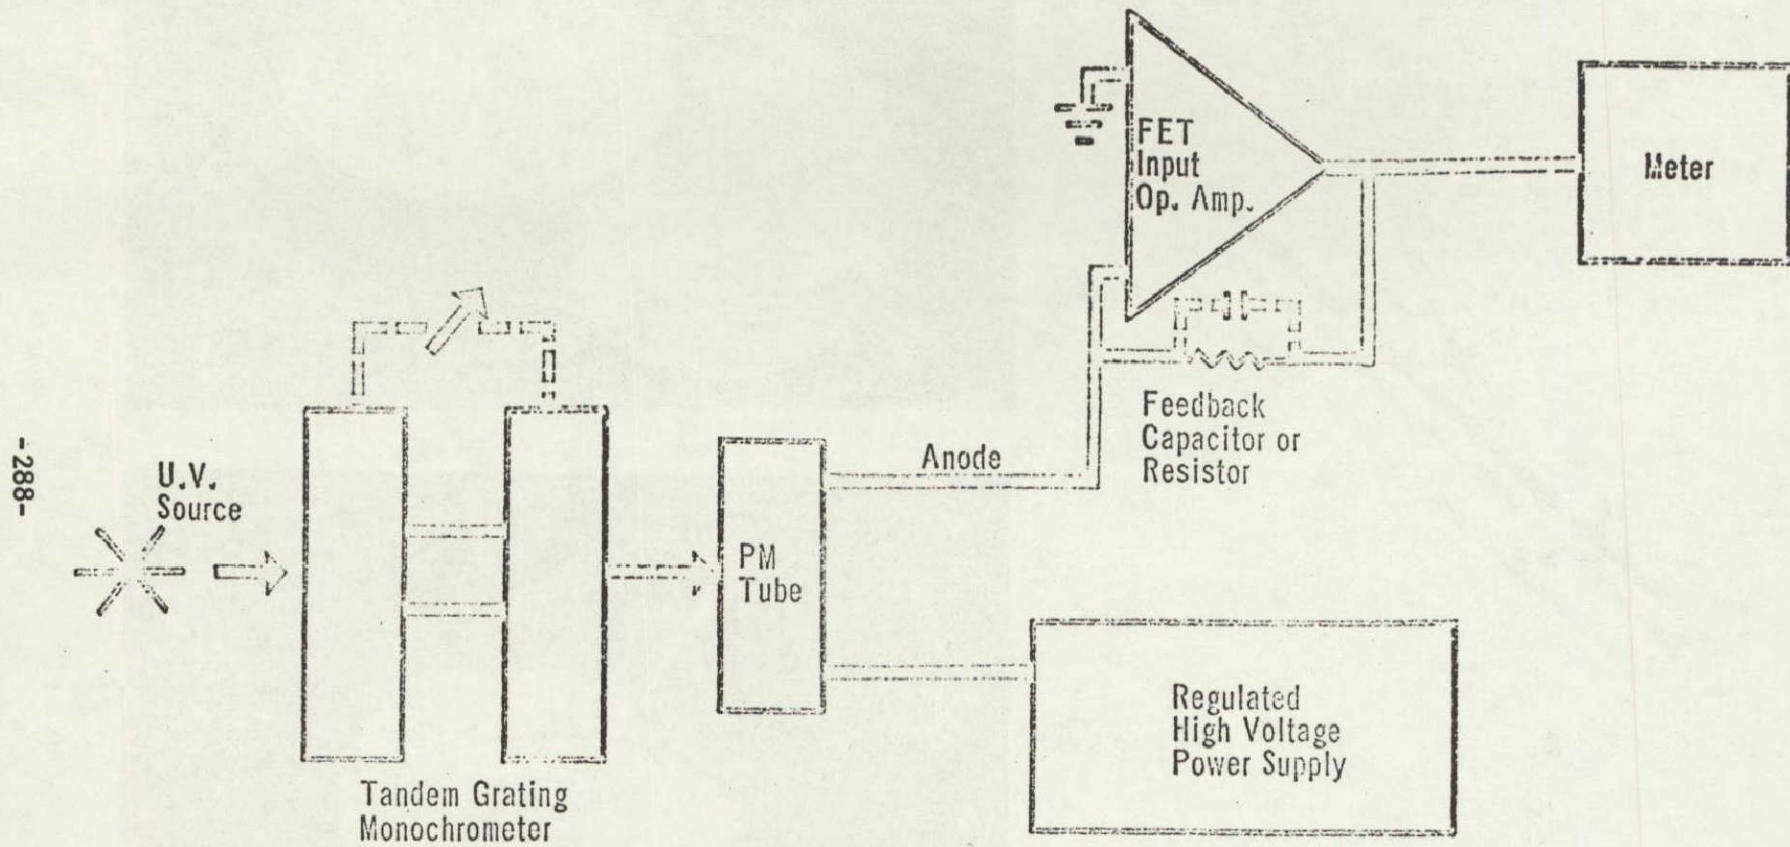 FET
Input
Op. Amp.
Meter
Feedback
Capacitor or
Resistor
Anode
U.V.
Source
-288-
PM
Tube
Regulated
High Voltage
Power Supply
Tandem Grating
Monochrometer